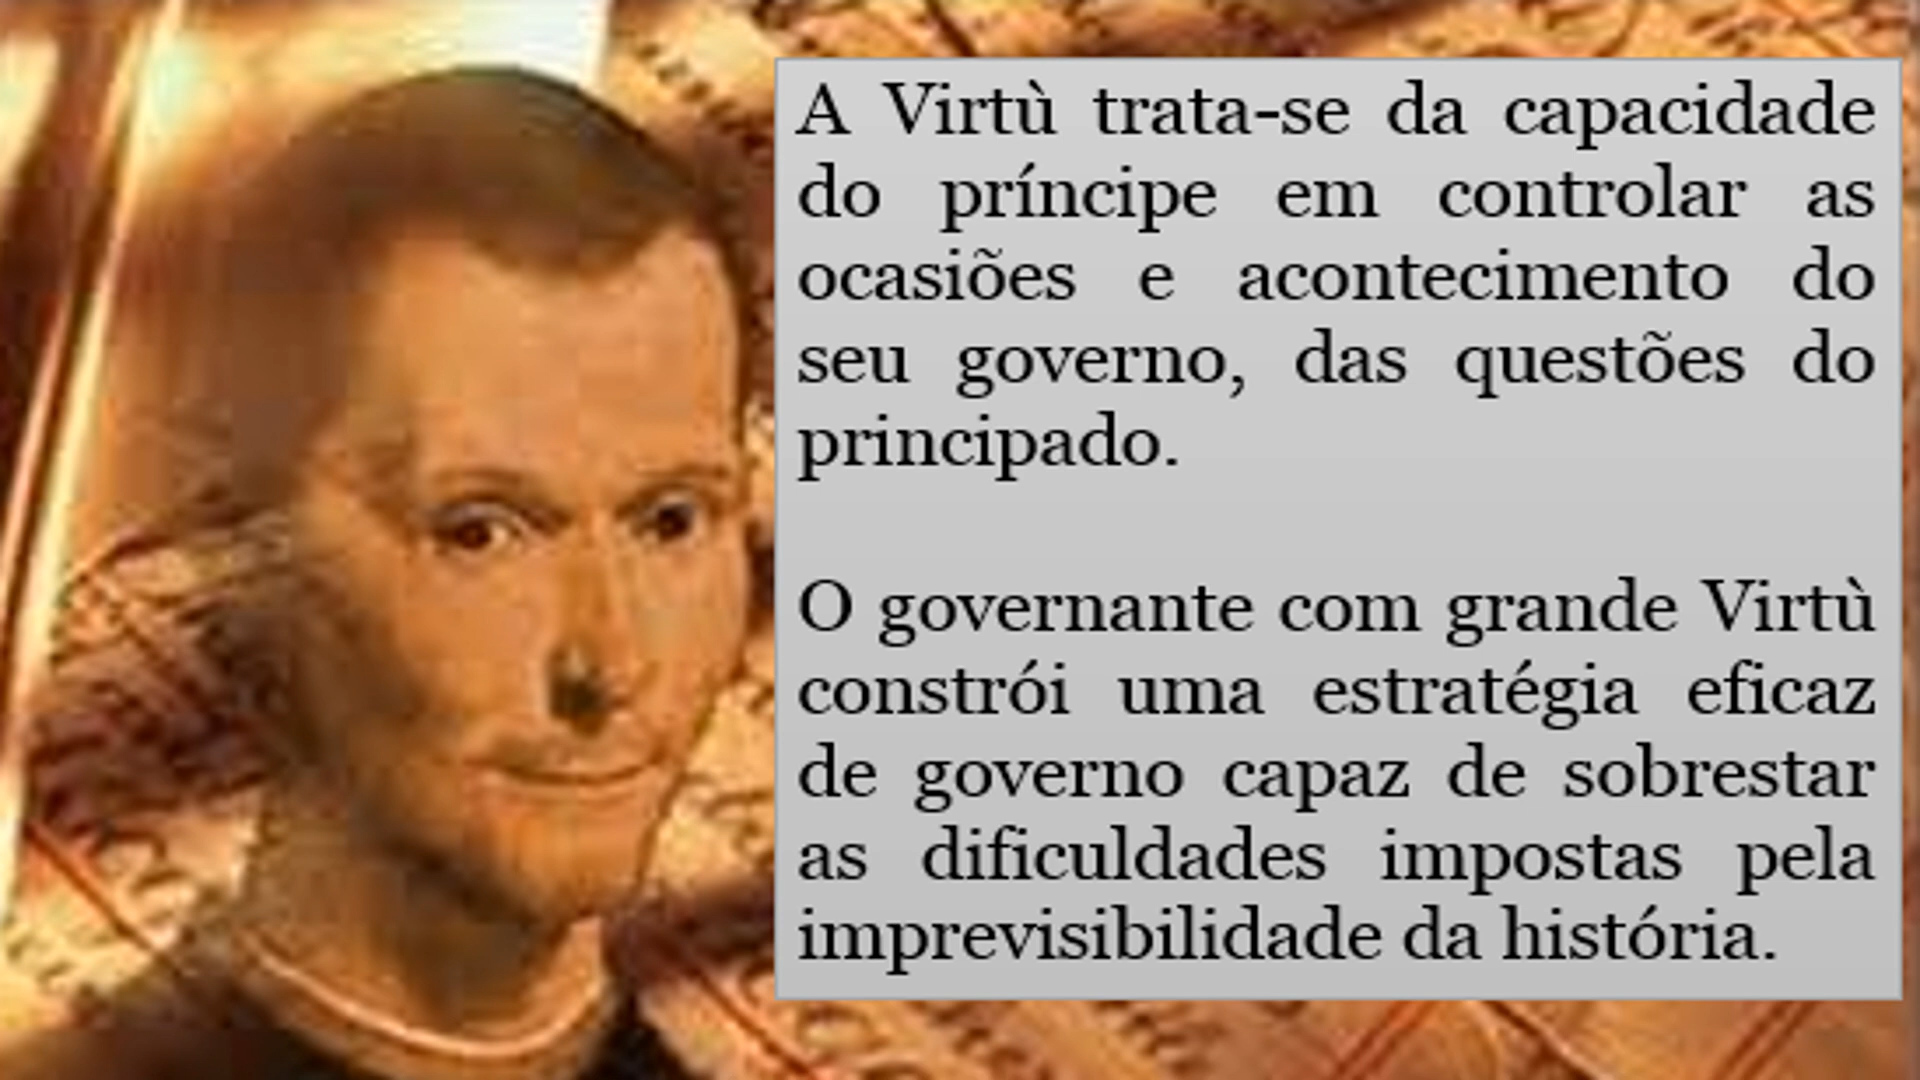 A Virtù trata-se da capacidade
do príncipe em controlar as
ocasiões e acontecimento do
seu governo, das questões do
principado.
O governante com grande Virtù
constrói uma estratégia eficaz
de governo capaz de sobrestar
as dificuldades impostas pela
imprevisibilidade da história.